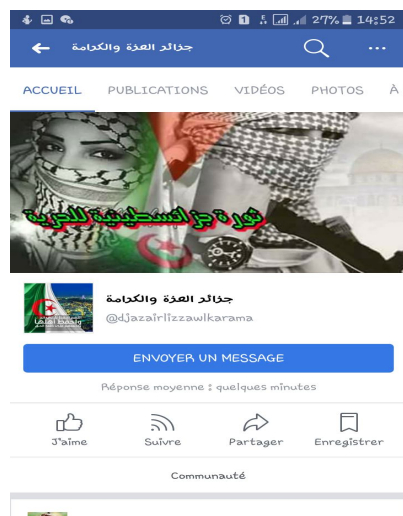 27% 14:52
جزائر العزة والكرامة
ACCUEIL PUBLICATIONS VIDÉOS PHOTOS À
ثورة جزائسطينية للحرية
جزائر العزة والكرامة
@djazairlizzawlkarama
ENVOYER UN MESSAGE
Réponse moyenne : quelques minutes
J'aime Suivre Partager Enregistrer
Communauté